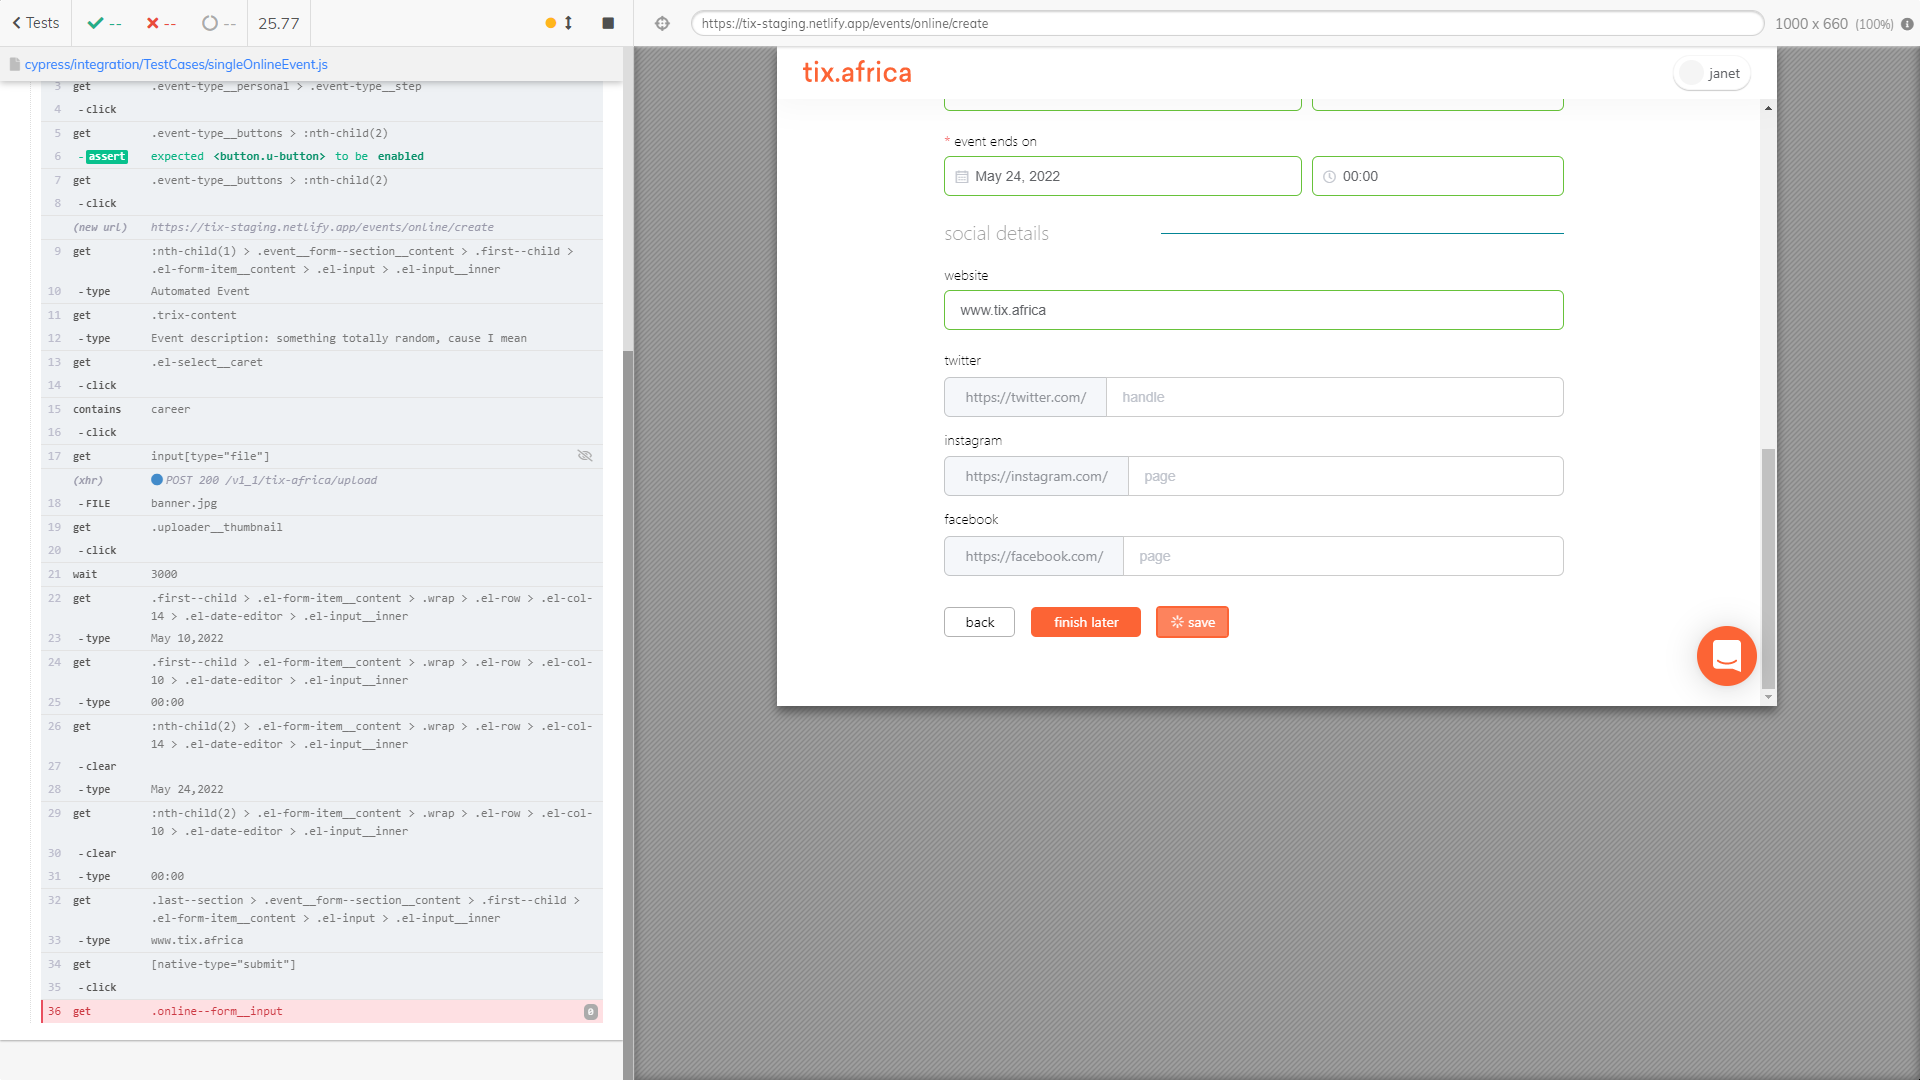 Tests
--
--
--
25.77
https://tix-staging.netlify.app/events/online/create
1000 x 660 (100%)
cypress/integration/TestCases/singleOnlineEvent.js
3 get .event-type__personal > .event-type__step
4 -click
5 get .event-type__buttons > :nth-child(2)
6 -assert expected <button.u-button> to be enabled
7 get .event-type__buttons > :nth-child(2)
8 -click
(new url) https://tix-staging.netlify.app/events/online/create
9 get :nth-child(1) > .event__form--section__content > .first--child >
.el-form-item__content > .el-input > .el-input__inner
10 -type Automated Event
11 get .trix-content
12 -type Event description: something totally random, cause I mean
13 get .el-select__caret
14 -click
15 contains career
16 -click
17 get input[type="file"]
(xhr) POST 200 /v1_1/tix-africa/upload
18 -FILE banner.jpg
19 get .uploader__thumbnail
20 -click
21 wait 3000
22 get .first--child > .el-form-item__content > .wrap > .el-row > .el-col-
14 > .el-date-editor > .el-input__inner
23 -type May 10,2022
24 get .first--child > .el-form-item__content > .wrap > .el-row > .el-col-
10 > .el-date-editor > .el-input__inner
25 -type 00:00
26 get :nth-child(2) > .el-form-item__content > .wrap > .el-row > .el-col-
14 > .el-date-editor > .el-input__inner
27 -clear
28 -type May 24,2022
29 get :nth-child(2) > .el-form-item__content > .wrap > .el-row > .el-col-
10 > .el-date-editor > .el-input__inner
30 -clear
31 -type 00:00
32 get .last--section > .event__form--section__content > .first--child >
.el-form-item__content > .el-input > .el-input__inner
33 -type www.tix.africa
34 get [native-type="submit"]
35 -click
36 get .online--form__input 0
tix.africa
janet
* event ends on
May 24, 2022
00:00
social details
website
www.tix.africa
twitter
https://twitter.com/ handle
instagram
https://instagram.com/ page
facebook
https://facebook.com/ page
back
finish later
save